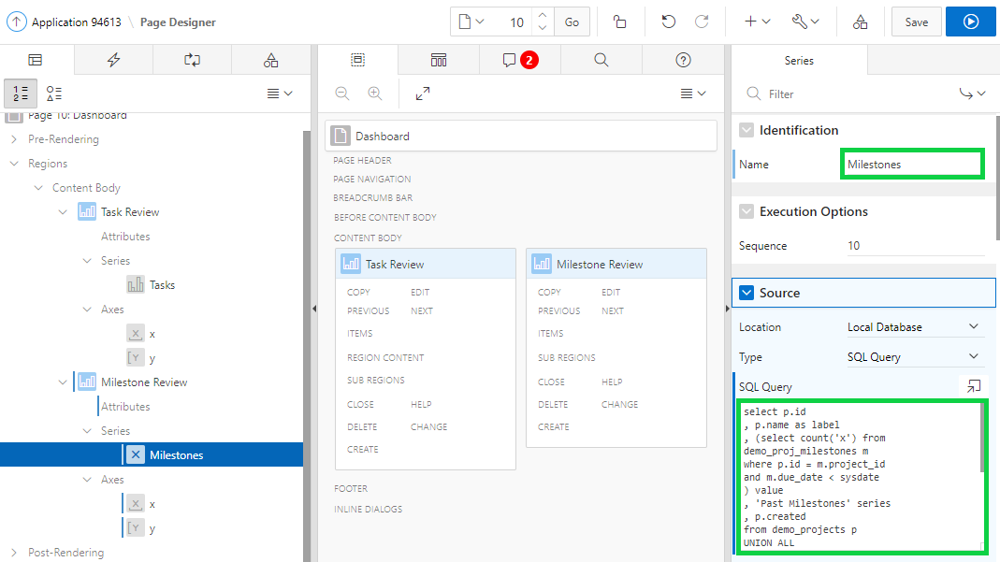 Application 94613 \ Page Designer
10
Go
Save
2
Page 10: Dashboard
Pre-Rendering
Regions
Content Body
Task Review
Attributes
Series
Tasks
Axes
x
y
Milestone Review
Attributes
Series
Milestones
Axes
x
y
Post-Rendering
Dashboard
PAGE HEADER
PAGE NAVIGATION
BREADCRUMB BAR
BEFORE CONTENT BODY
CONTENT BODY
Task Review
COPY EDIT
PREVIOUS NEXT
ITEMS
REGION CONTENT
SUB REGIONS
CLOSE HELP
DELETE CHANGE
CREATE
Milestone Review
COPY EDIT
PREVIOUS NEXT
ITEMS
SUB REGIONS
CLOSE HELP
DELETE CHANGE
CREATE
FOOTER
INLINE DIALOGS
Series
Filter
Identification
Name Milestones
Execution Options
Sequence 10
Source
Location Local Database
Type SQL Query
SQL Query
select p.id
, p.name as label
, (select count('x') from
demo_proj_milestones m
where p.id = m.project_id
and m.due_date < sysdate
) value
, 'Past Milestones' series
, p.created
from demo_projects p
UNION ALL